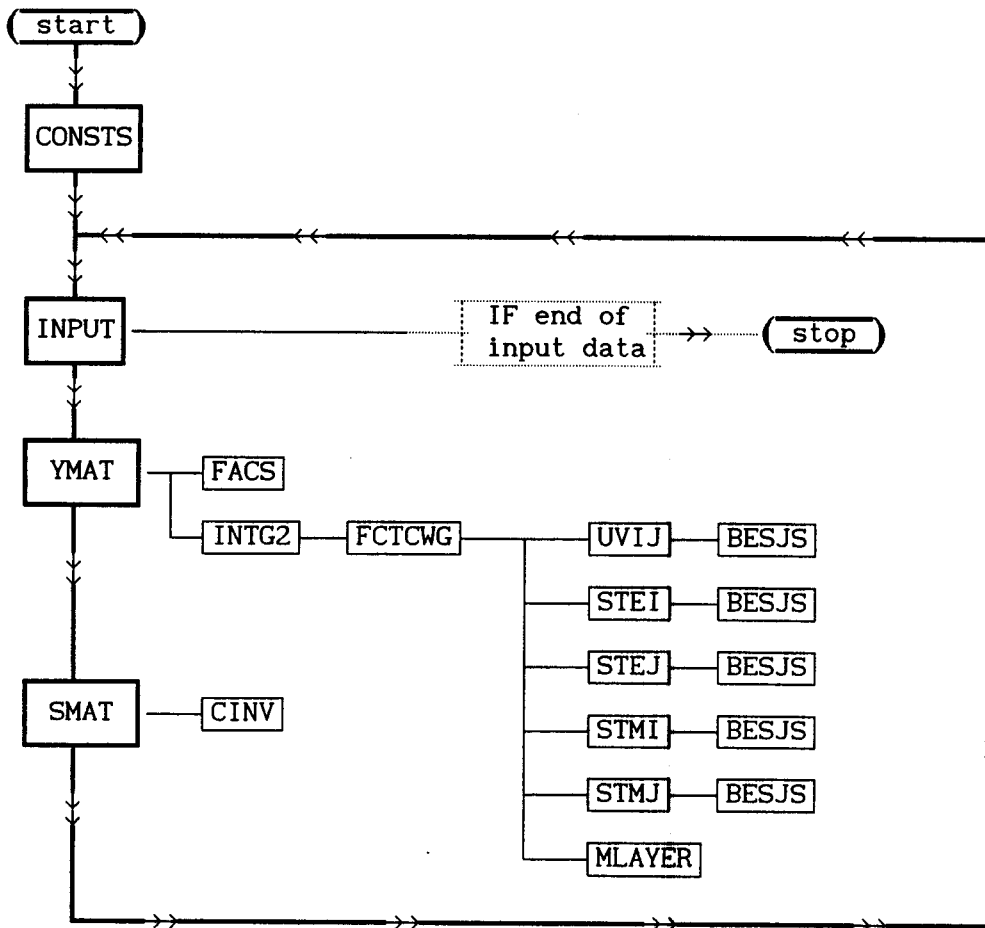 start
CONSTS
INPUT
IF end of
input data
stop
YMAT
FACS
INTG2
FCTCWG
UVIJ
BESJS
STEI
BESJS
STEJ
BESJS
SMAT
CINV
STMI
BESJS
STMJ
BESJS
MLAYER